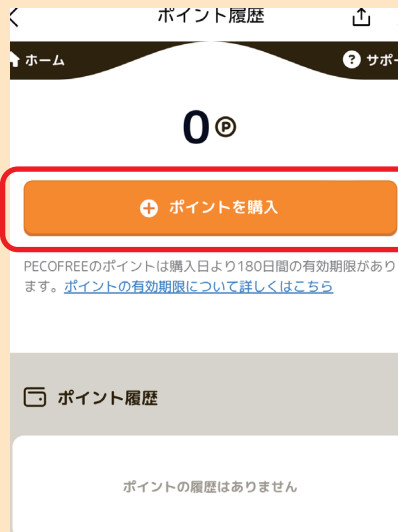 ポイント履歴
ホーム
サポー
0 P
ポイントを購入
PECOFREEのポイントは購入日より180日間の有効期限があり
ます。ポイントの有効期限について詳しくはこちら
ポイント履歴
ポイントの履歴はありません